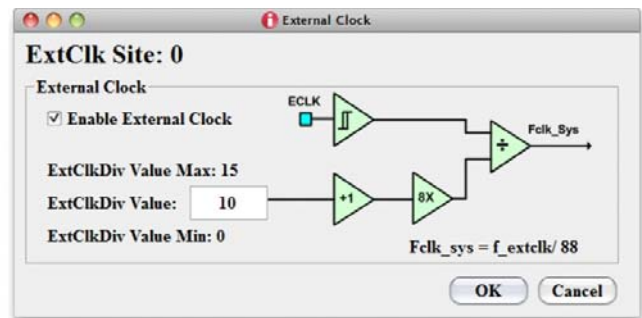 External Clock
ExtClk Site: 0
External Clock
Enable External Clock
ECLK
Fclk_Sys
÷
ExtClkDiv Value Max: 15
ExtClkDiv Value: 10
+1
8X
ExtClkDiv Value Min: 0
Fclk_sys = f_extclk/ 88
OK Cancel